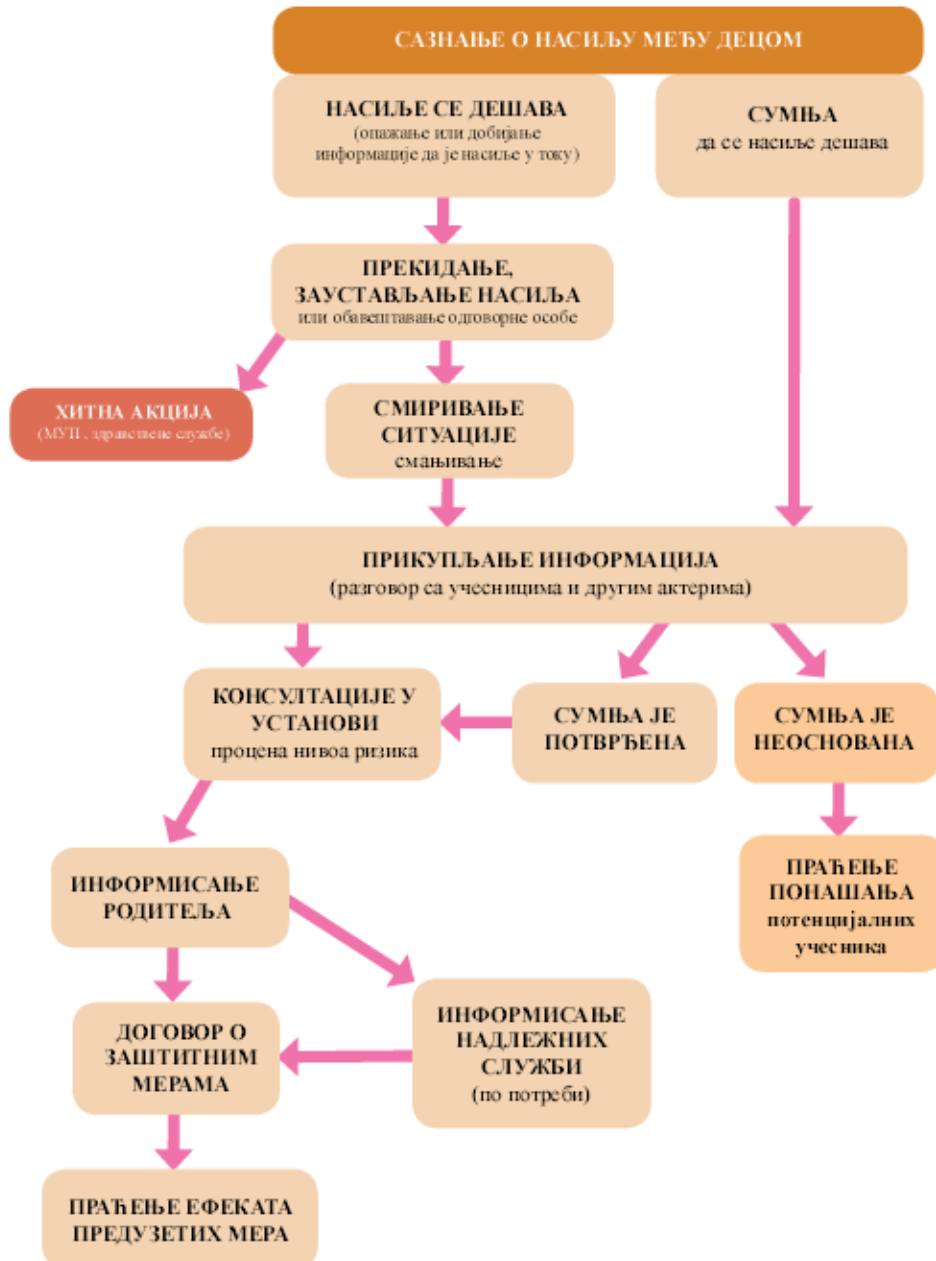 САЗНАЊЕ О НАСИЉУ МЕЂУ ДЕЦОМ
НАСИЉЕ СЕ ДЕШАВА
(опажање или добијање
информације да је насиље у току)
СУМЊА
да се насиље дешава
ПРЕКИДАЊЕ,
ЗАУСТАВЉАЊЕ НАСИЉА
или обавештавање одговорне особе
ХИТНА АКЦИЈА
(МУП , здравствене службе)
СМИРИВАЊЕ
СИТУАЦИЈЕ
смањивање
ПРИКУПЉАЊЕ ИНФОРМАЦИЈА
(разговор са учесницима и другим актерима)
КОНСУЛТАЦИЈЕ У
УСТАНОВИ
процена нивоа ризика
СУМЊА ЈЕ
ПОТВРЂЕНА
СУМЊА ЈЕ
НЕОСНОВАНА
ПРАЋЕЊЕ
ПОНАШАЊА
потенцијалних
учесника
ИНФОРМИСАЊЕ
РОДИТЕЉА
ДОГОВОР О
ЗАШТИТНИМ
МЕРАМА
ИНФОРМИСАЊЕ
НАДЛЕЖНИХ
СЛУЖБИ
(по потреби)
ПРАЋЕЊЕ ЕФЕКАТА
ПРЕДУЗЕТИХ МЕРА